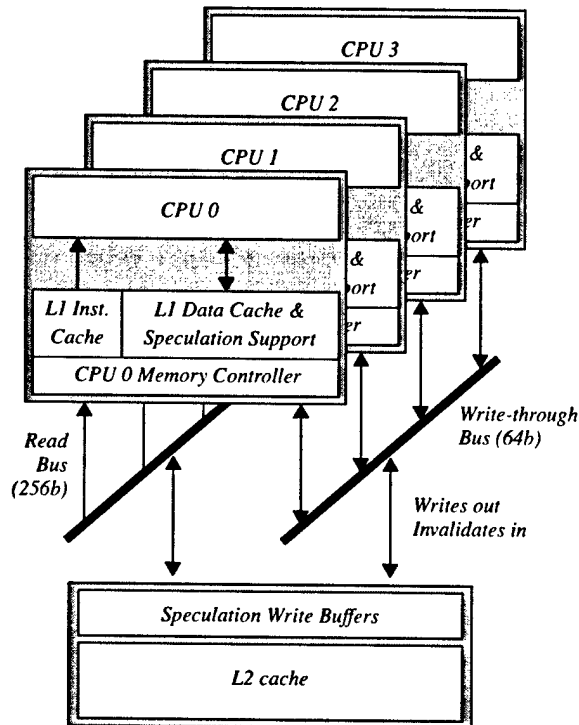 CPU 3
CPU 2
CPU 1
CPU 0
&
port
er
&
port
er
&
port
er
L1 Inst.
Cache
L1 Data Cache &
Speculation Support
CPU 0 Memory Controller
Read
Bus
(256b)
Write-through
Bus (64b)
Writes out
Invalidates in
Speculation Write Buffers
L2 cache